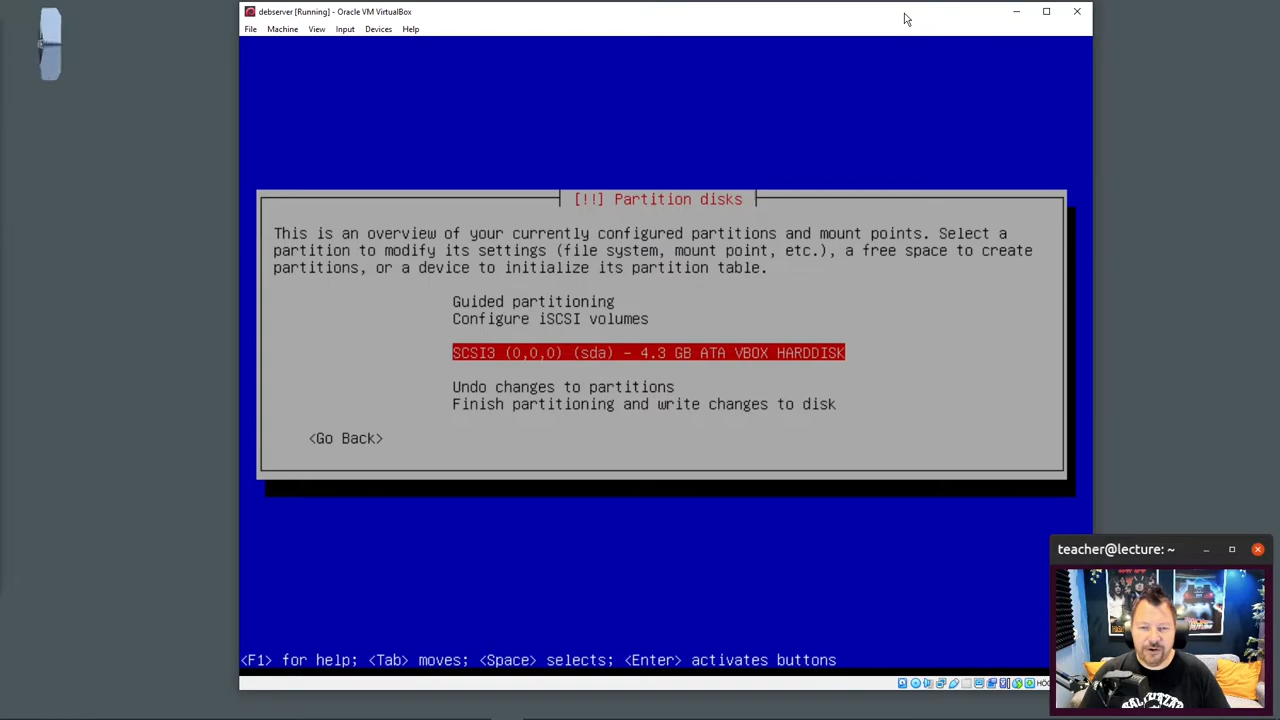 debserver [Running] - Oracle VM VirtualBox
File Machine View Input Devices Help
[!!] Partition disks
This is an overview of your currently configured partitions and mount points. Select a
partition to modify its settings (file system, mount point, etc.), a free space to create
partitions, or a device to initialize its partition table.
Guided partitioning
Configure iSCSI volumes
SCSI3 (0,0,0) (sda) - 4.3 GB ATA VBOX HARDDISK
Undo changes to partitions
Finish partitioning and write changes to disk
<Go Back>
teacher@lecture: ~
<F1> for help; <Tab> moves; <Space> selects; <Enter> activates buttons